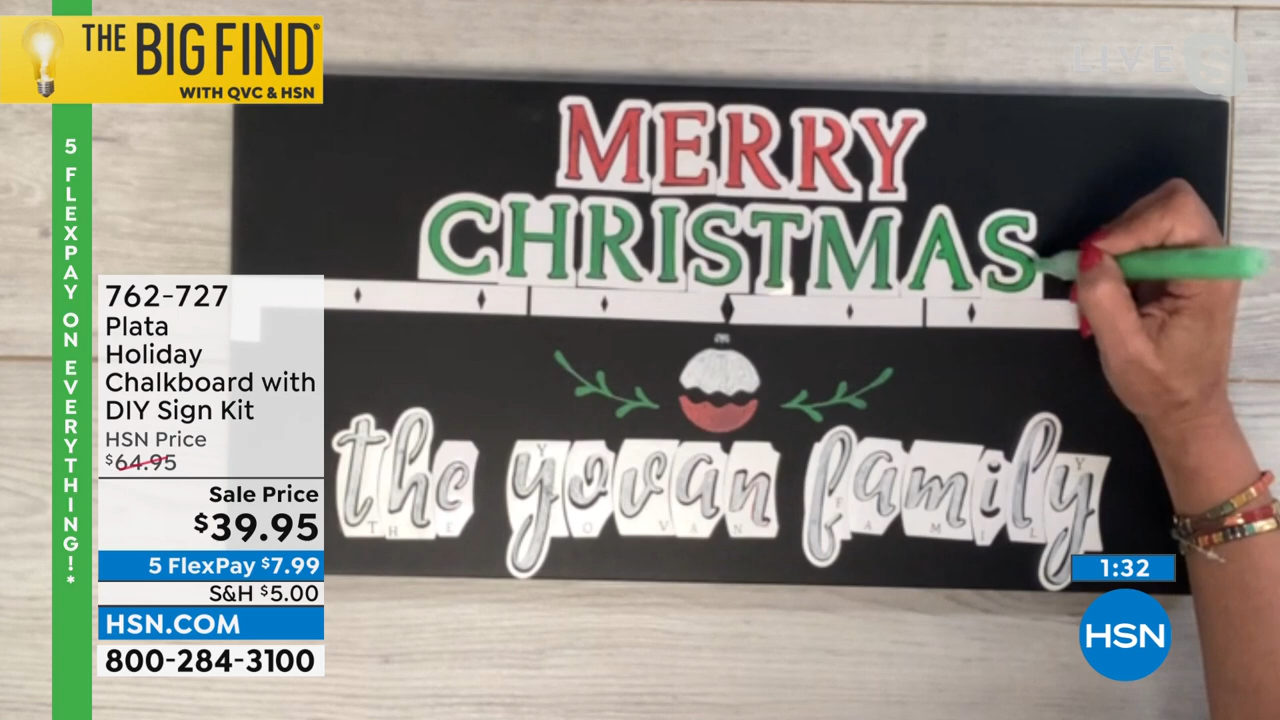 THE BIG FIND®
WITH QVC & HSN
LIVE
5 FLEXPAY ON EVERYTHING!*
762-727
Plata
Holiday
Chalkboard with
DIY Sign Kit
HSN Price
$64.95
Sale Price
$39.95
5 FlexPay $7.99
S&H $5.00
HSN.COM
800-284-3100
MERRY
CHRISTMAS
the yovan family
1:32
HSN